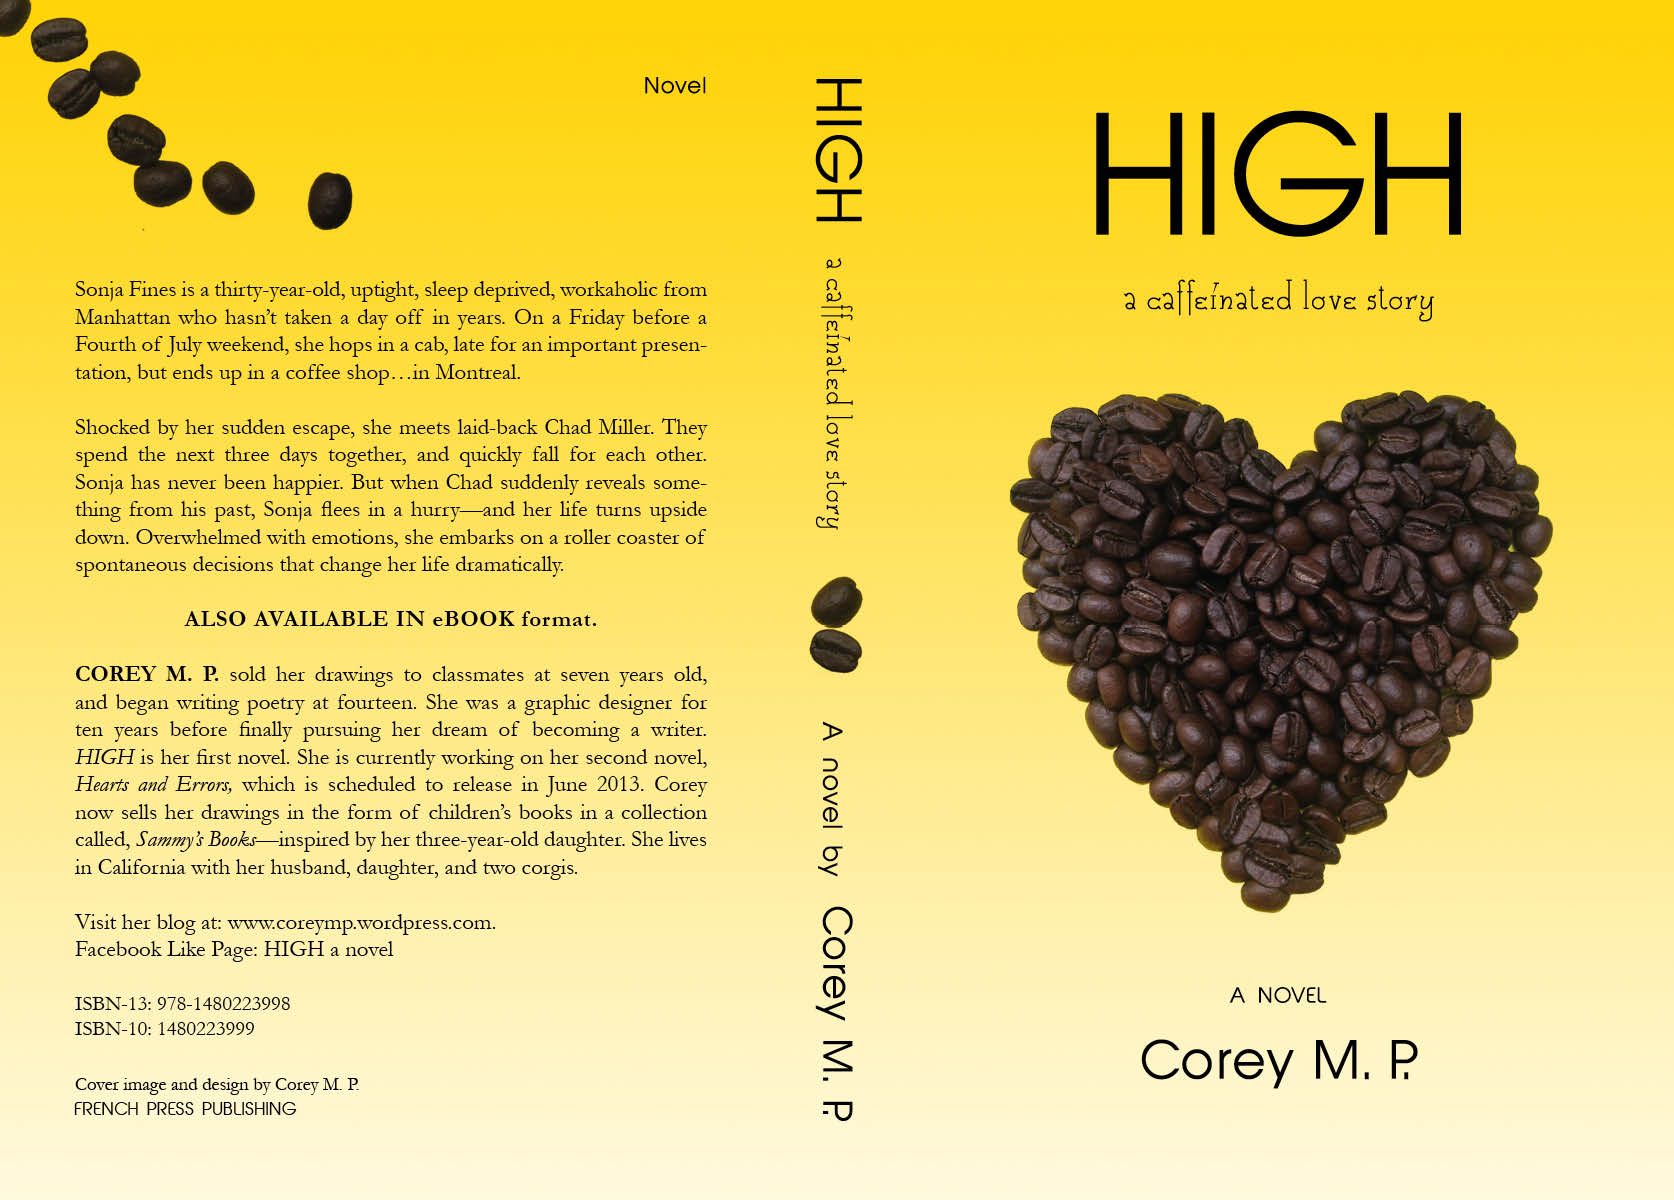 Novel
Sonja Fines is a thirty-year-old, uptight, sleep deprived, workaholic from
Manhattan who hasn’t taken a day off in years. On a Friday before a
Fourth of July weekend, she hops in a cab, late for an important presen-
tation, but ends up in a coffee shop…in Montreal.
Shocked by her sudden escape, she meets laid-back Chad Miller. They
spend the next three days together, and quickly fall for each other.
Sonja has never been happier. But when Chad suddenly reveals some-
thing from his past, Sonja flees in a hurry—and her life turns upside
down. Overwhelmed with emotions, she embarks on a roller coaster of
spontaneous decisions that change her life dramatically.
ALSO AVAILABLE IN eBOOK format.
COREY M. P. sold her drawings to classmates at seven years old,
and began writing poetry at fourteen. She was a graphic designer for
ten years before finally pursuing her dream of becoming a writer.
HIGH is her first novel. She is currently working on her second novel,
Hearts and Errors, which is scheduled to release in June 2013. Corey
now sells her drawings in the form of children’s books in a collection
called, Sammy’s Books—inspired by her three-year-old daughter. She lives
in California with her husband, daughter, and two corgis.
Visit her blog at: www.coreymp.wordpress.com.
Facebook Like Page: HIGH a novel
ISBN-13: 978-1480223998
ISBN-10: 1480223999
Cover image and design by Corey M. P.
FRENCH PRESS PUBLISHING
HIGH a caffeínated love story A novel by Corey M. P.
HIGH
a caffeínated love story
A NOVEL
Corey M. P.